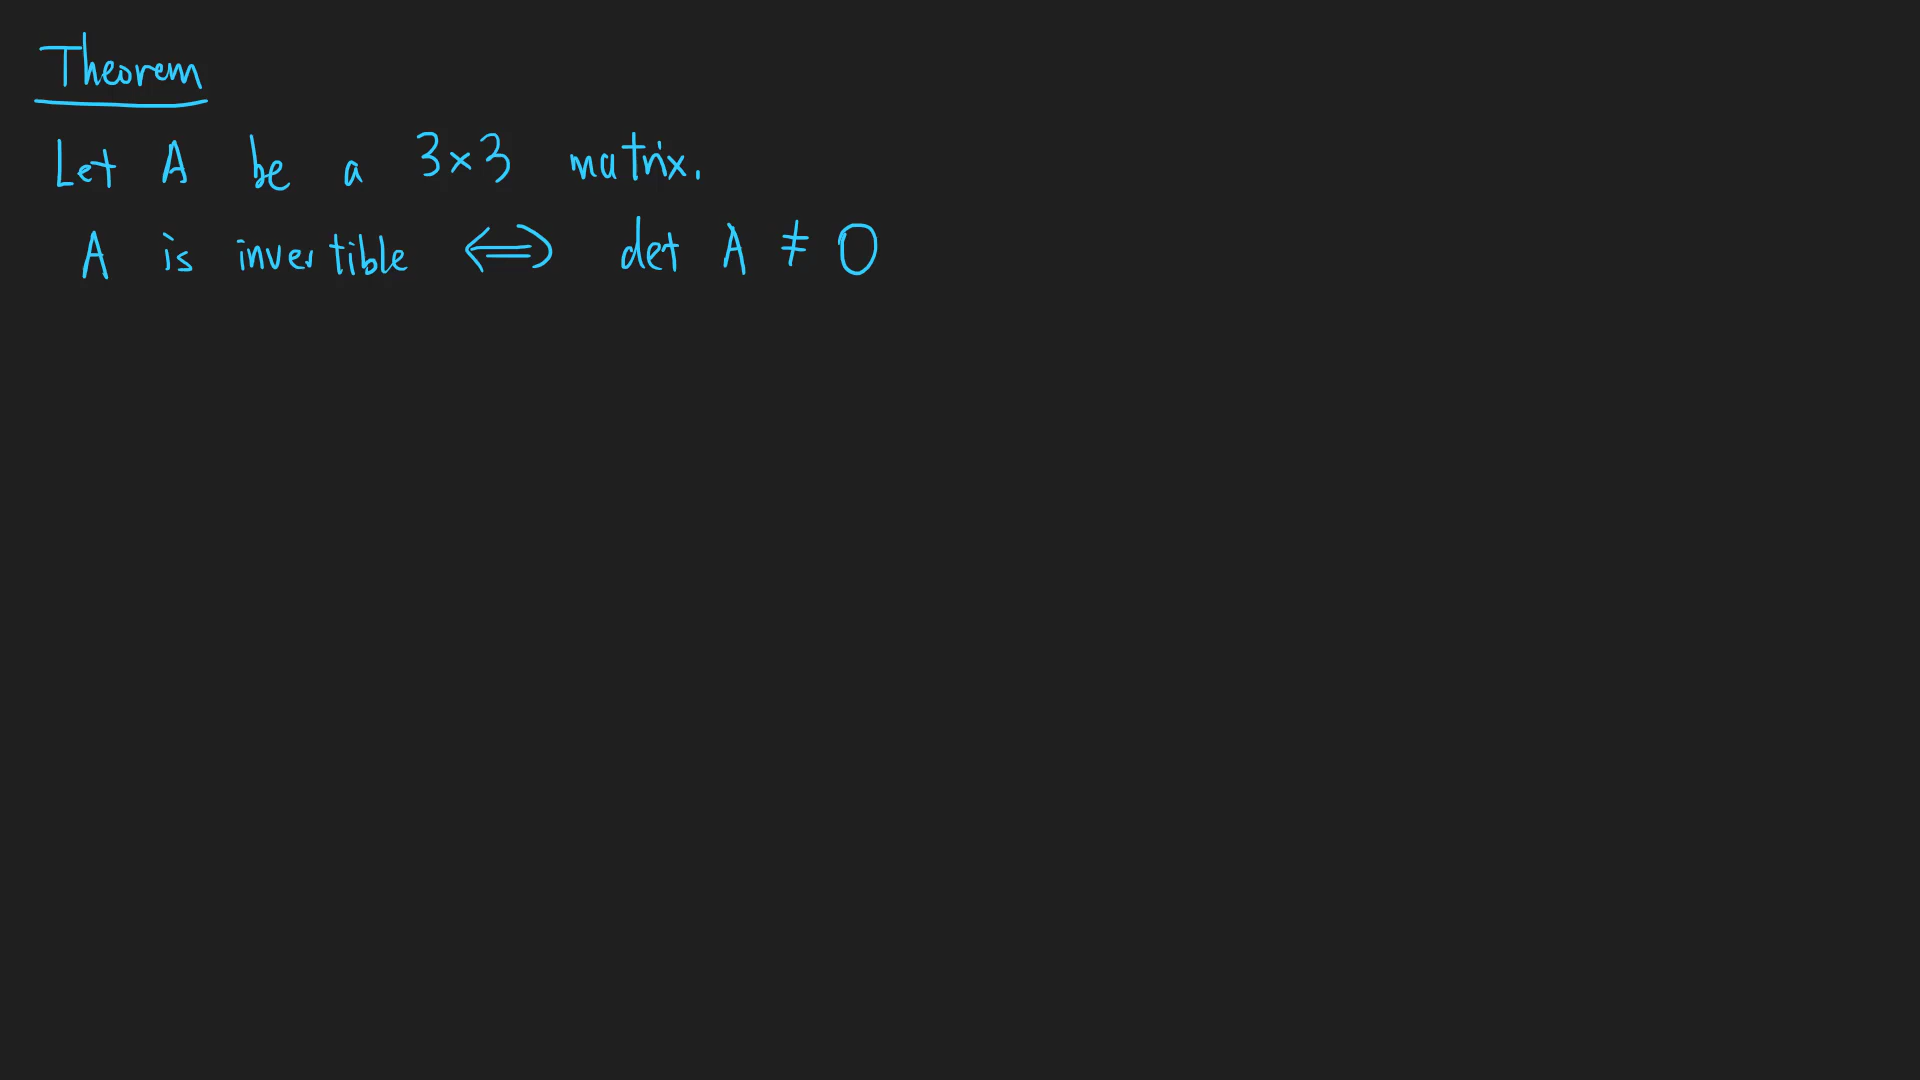 Theorem
Let A be a 3×3 matrix.
A is invertible ⟺ det A ≠ 0